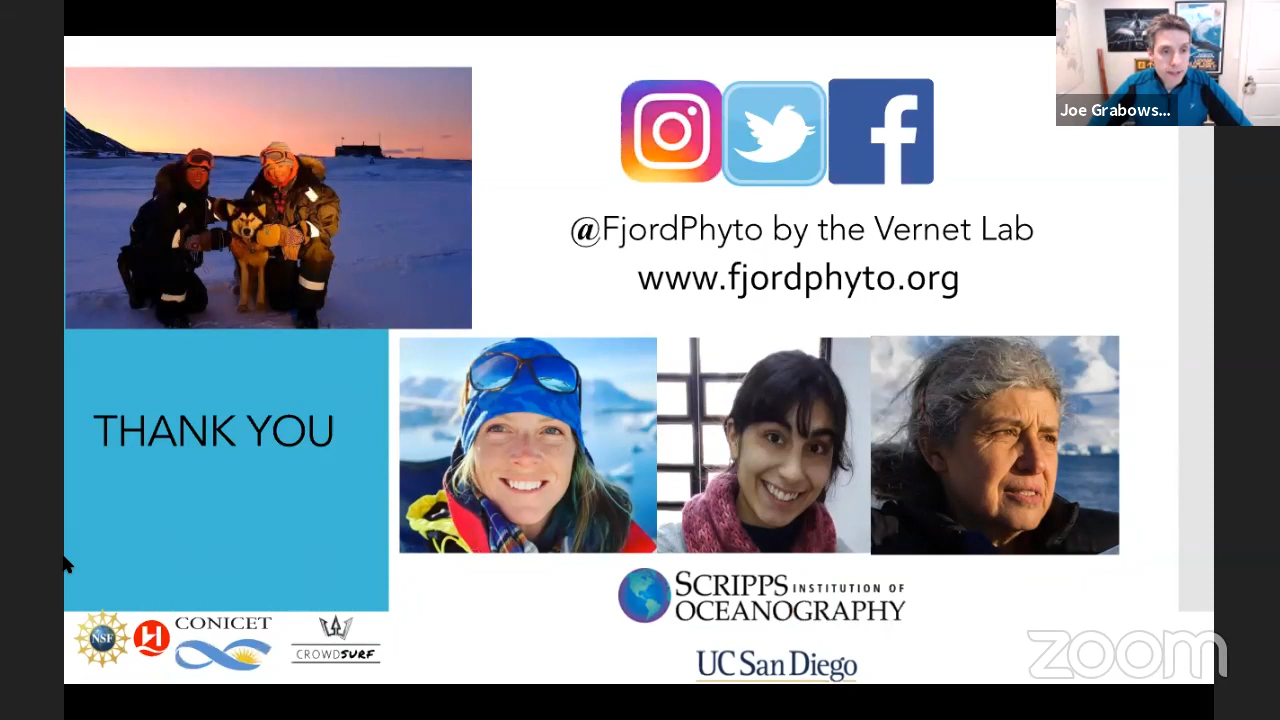 Joe Grabows...
@FjordPhyto by the Vernet Lab
www.fjordphyto.org
THANK YOU
SCRIPPS INSTITUTION OF
OCEANOGRAPHY
UC San Diego
NSF
CONICET
CROWDSURF
zoom